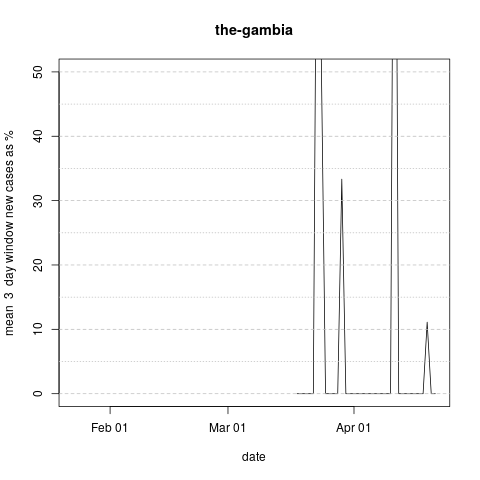 the-gambia
mean  3  day window new cases as %
50
40
30
20
10
0
Feb 01
Mar 01
Apr 01
date